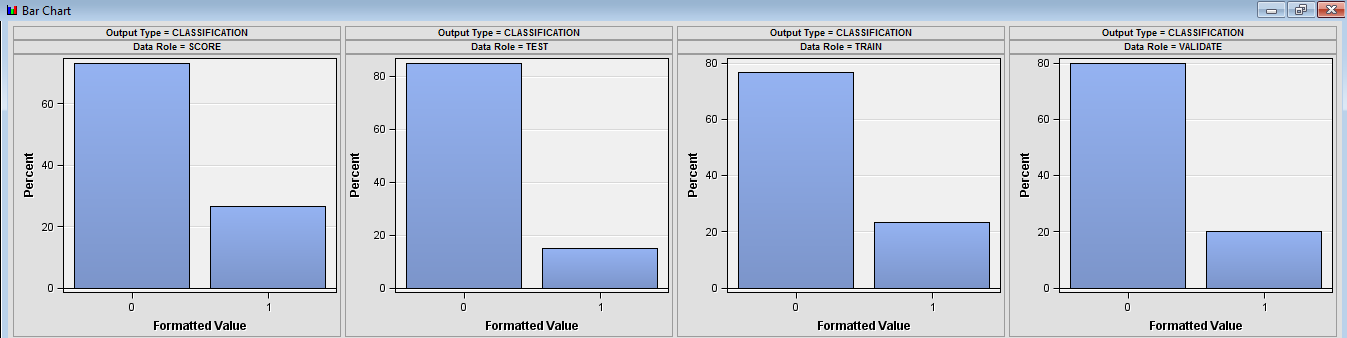 Bar Chart
Output Type = CLASSIFICATION
Data Role = SCORE
60
40
20
0
Percent
0 1
Formatted Value
Output Type = CLASSIFICATION
Data Role = TEST
80
60
40
20
0
Percent
0 1
Formatted Value
Output Type = CLASSIFICATION
Data Role = TRAIN
80
60
40
20
0
Percent
0 1
Formatted Value
Output Type = CLASSIFICATION
Data Role = VALIDATE
80
60
40
20
0
Percent
0 1
Formatted Value